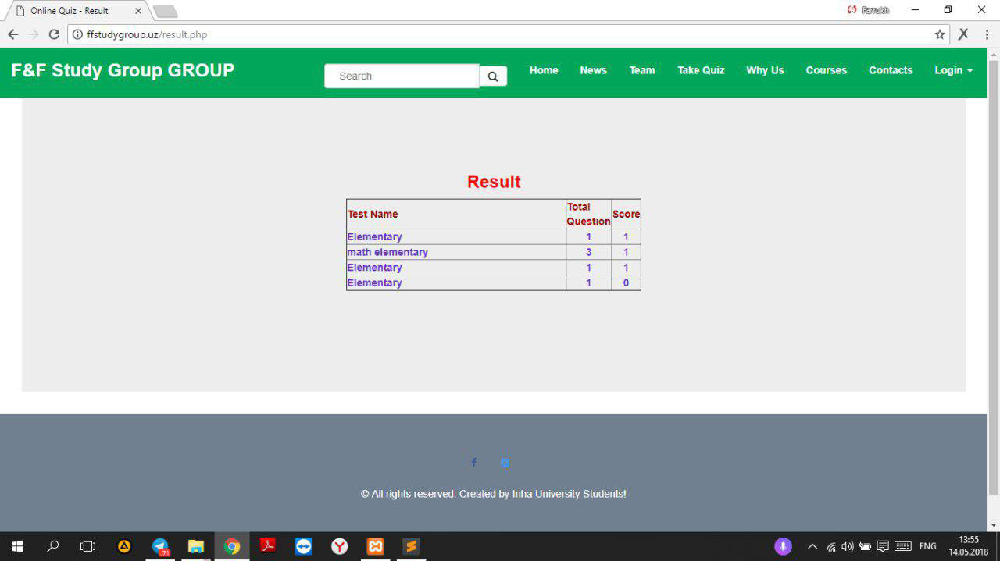 Online Quiz - Result
Farrukh
ffstudygroup.uz/result.php
F&F Study Group GROUP
Search
Home
News
Team
Take Quiz
Why Us
Courses
Contacts
Login
Result
Test Name
Total Question
Score
Elementary 1 1
math elementary 3 1
Elementary 1 1
Elementary 1 0
© All rights reserved. Created by Inha University Students!
71
ENG
13:55
14.05.2018